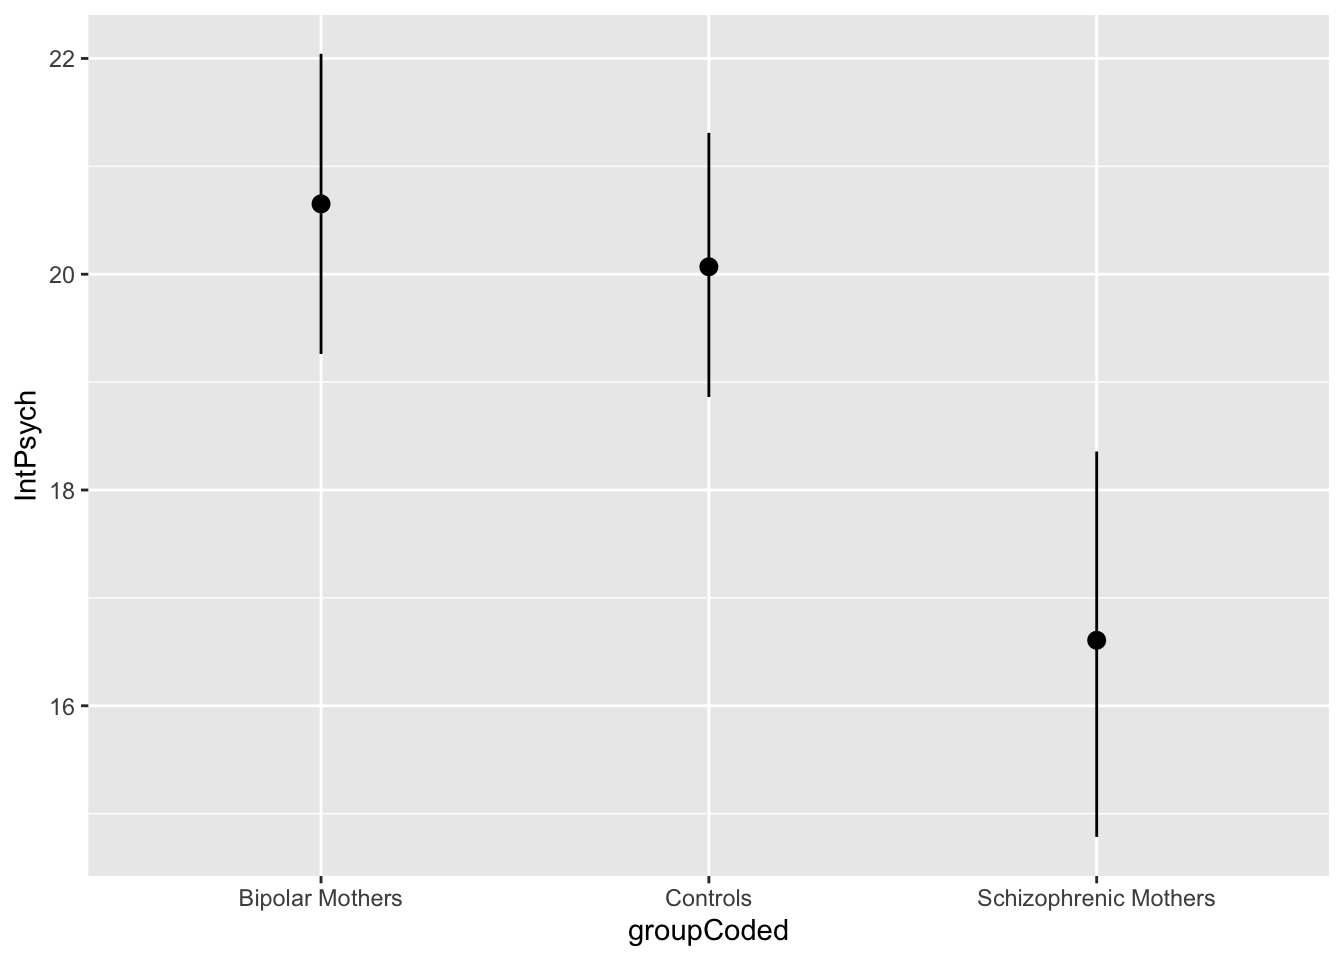 22
20
18
16
IntPsych
Bipolar Mothers
Controls
Schizophrenic Mothers
groupCoded